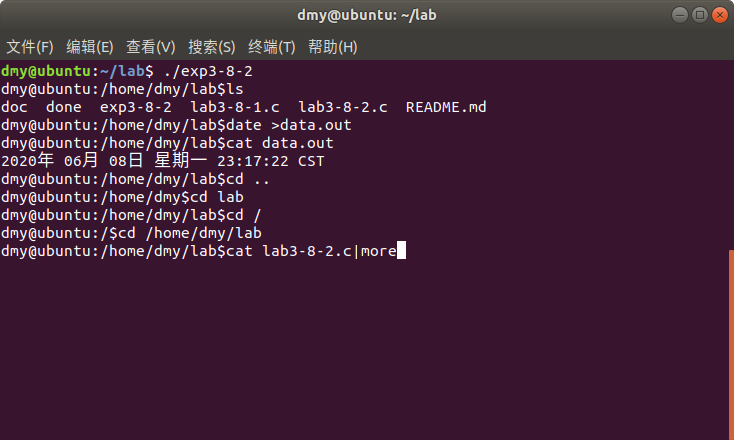 dmy@ubuntu: ~/lab
文件(F) 编辑(E) 查看(V) 搜索(S) 终端(T) 帮助(H)
dmy@ubuntu:~/lab$ ./exp3-8-2
dmy@ubuntu:/home/dmy/lab$ls
doc  done  exp3-8-2  lab3-8-1.c  lab3-8-2.c  README.md
dmy@ubuntu:/home/dmy/lab$date >data.out
dmy@ubuntu:/home/dmy/lab$cat data.out
2020年 06月 08日 星期一 23:17:22 CST
dmy@ubuntu:/home/dmy/lab$cd ..
dmy@ubuntu:/home/dmy$cd lab
dmy@ubuntu:/home/dmy/lab$cd /
dmy@ubuntu:/$cd /home/dmy/lab
dmy@ubuntu:/home/dmy/lab$cat lab3-8-2.c|more